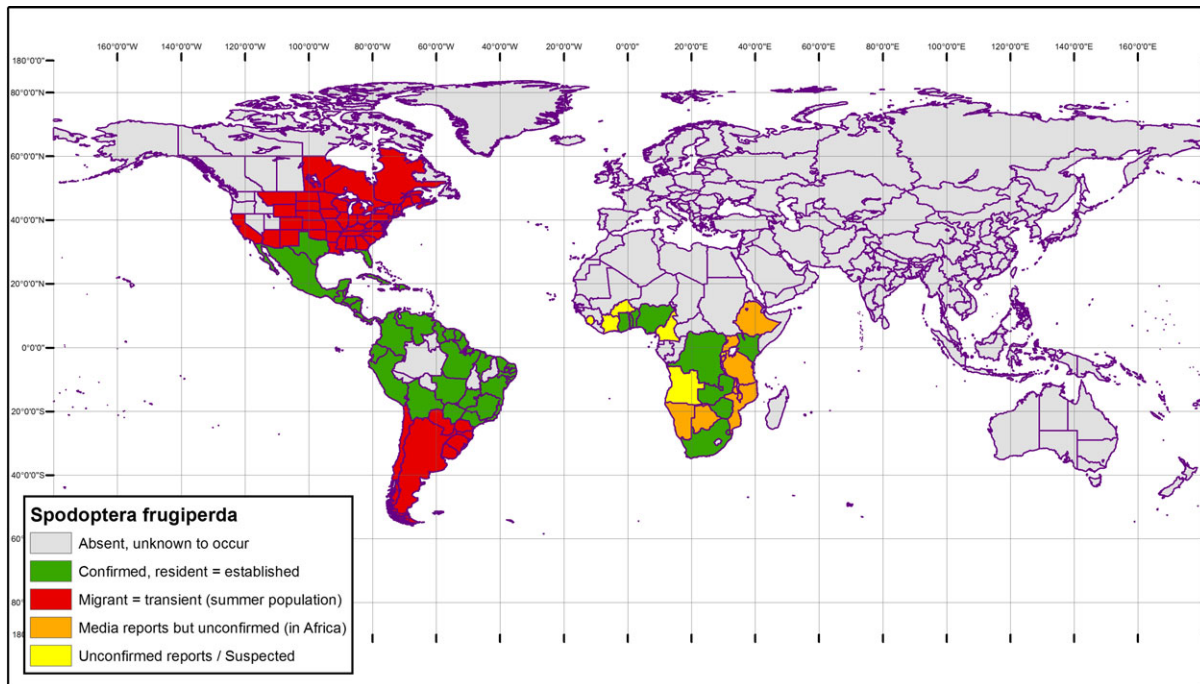 160°0'0"W 140°0'0"W 120°0'0"W 100°0'0"W 80°0'0"W 60°0'0"W 40°0'0"W 20°0'0"W 0°0'0" 20°0'0"E 40°0'0"E 60°0'0"E 80°0'0"E 100°0'0"E 120°0'0"E 140°0'0"E 160°0'0"E
180°0'0"
80°0'0"N
60°0'0"N
40°0'0"N
20°0'0"N
0°0'0"
20°0'0"S
40°0'0"S
Spodoptera frugiperda
Absent, unknown to occur
Confirmed, resident = established
Migrant = transient (summer population)
Media reports but unconfirmed (in Africa)
Unconfirmed reports / Suspected